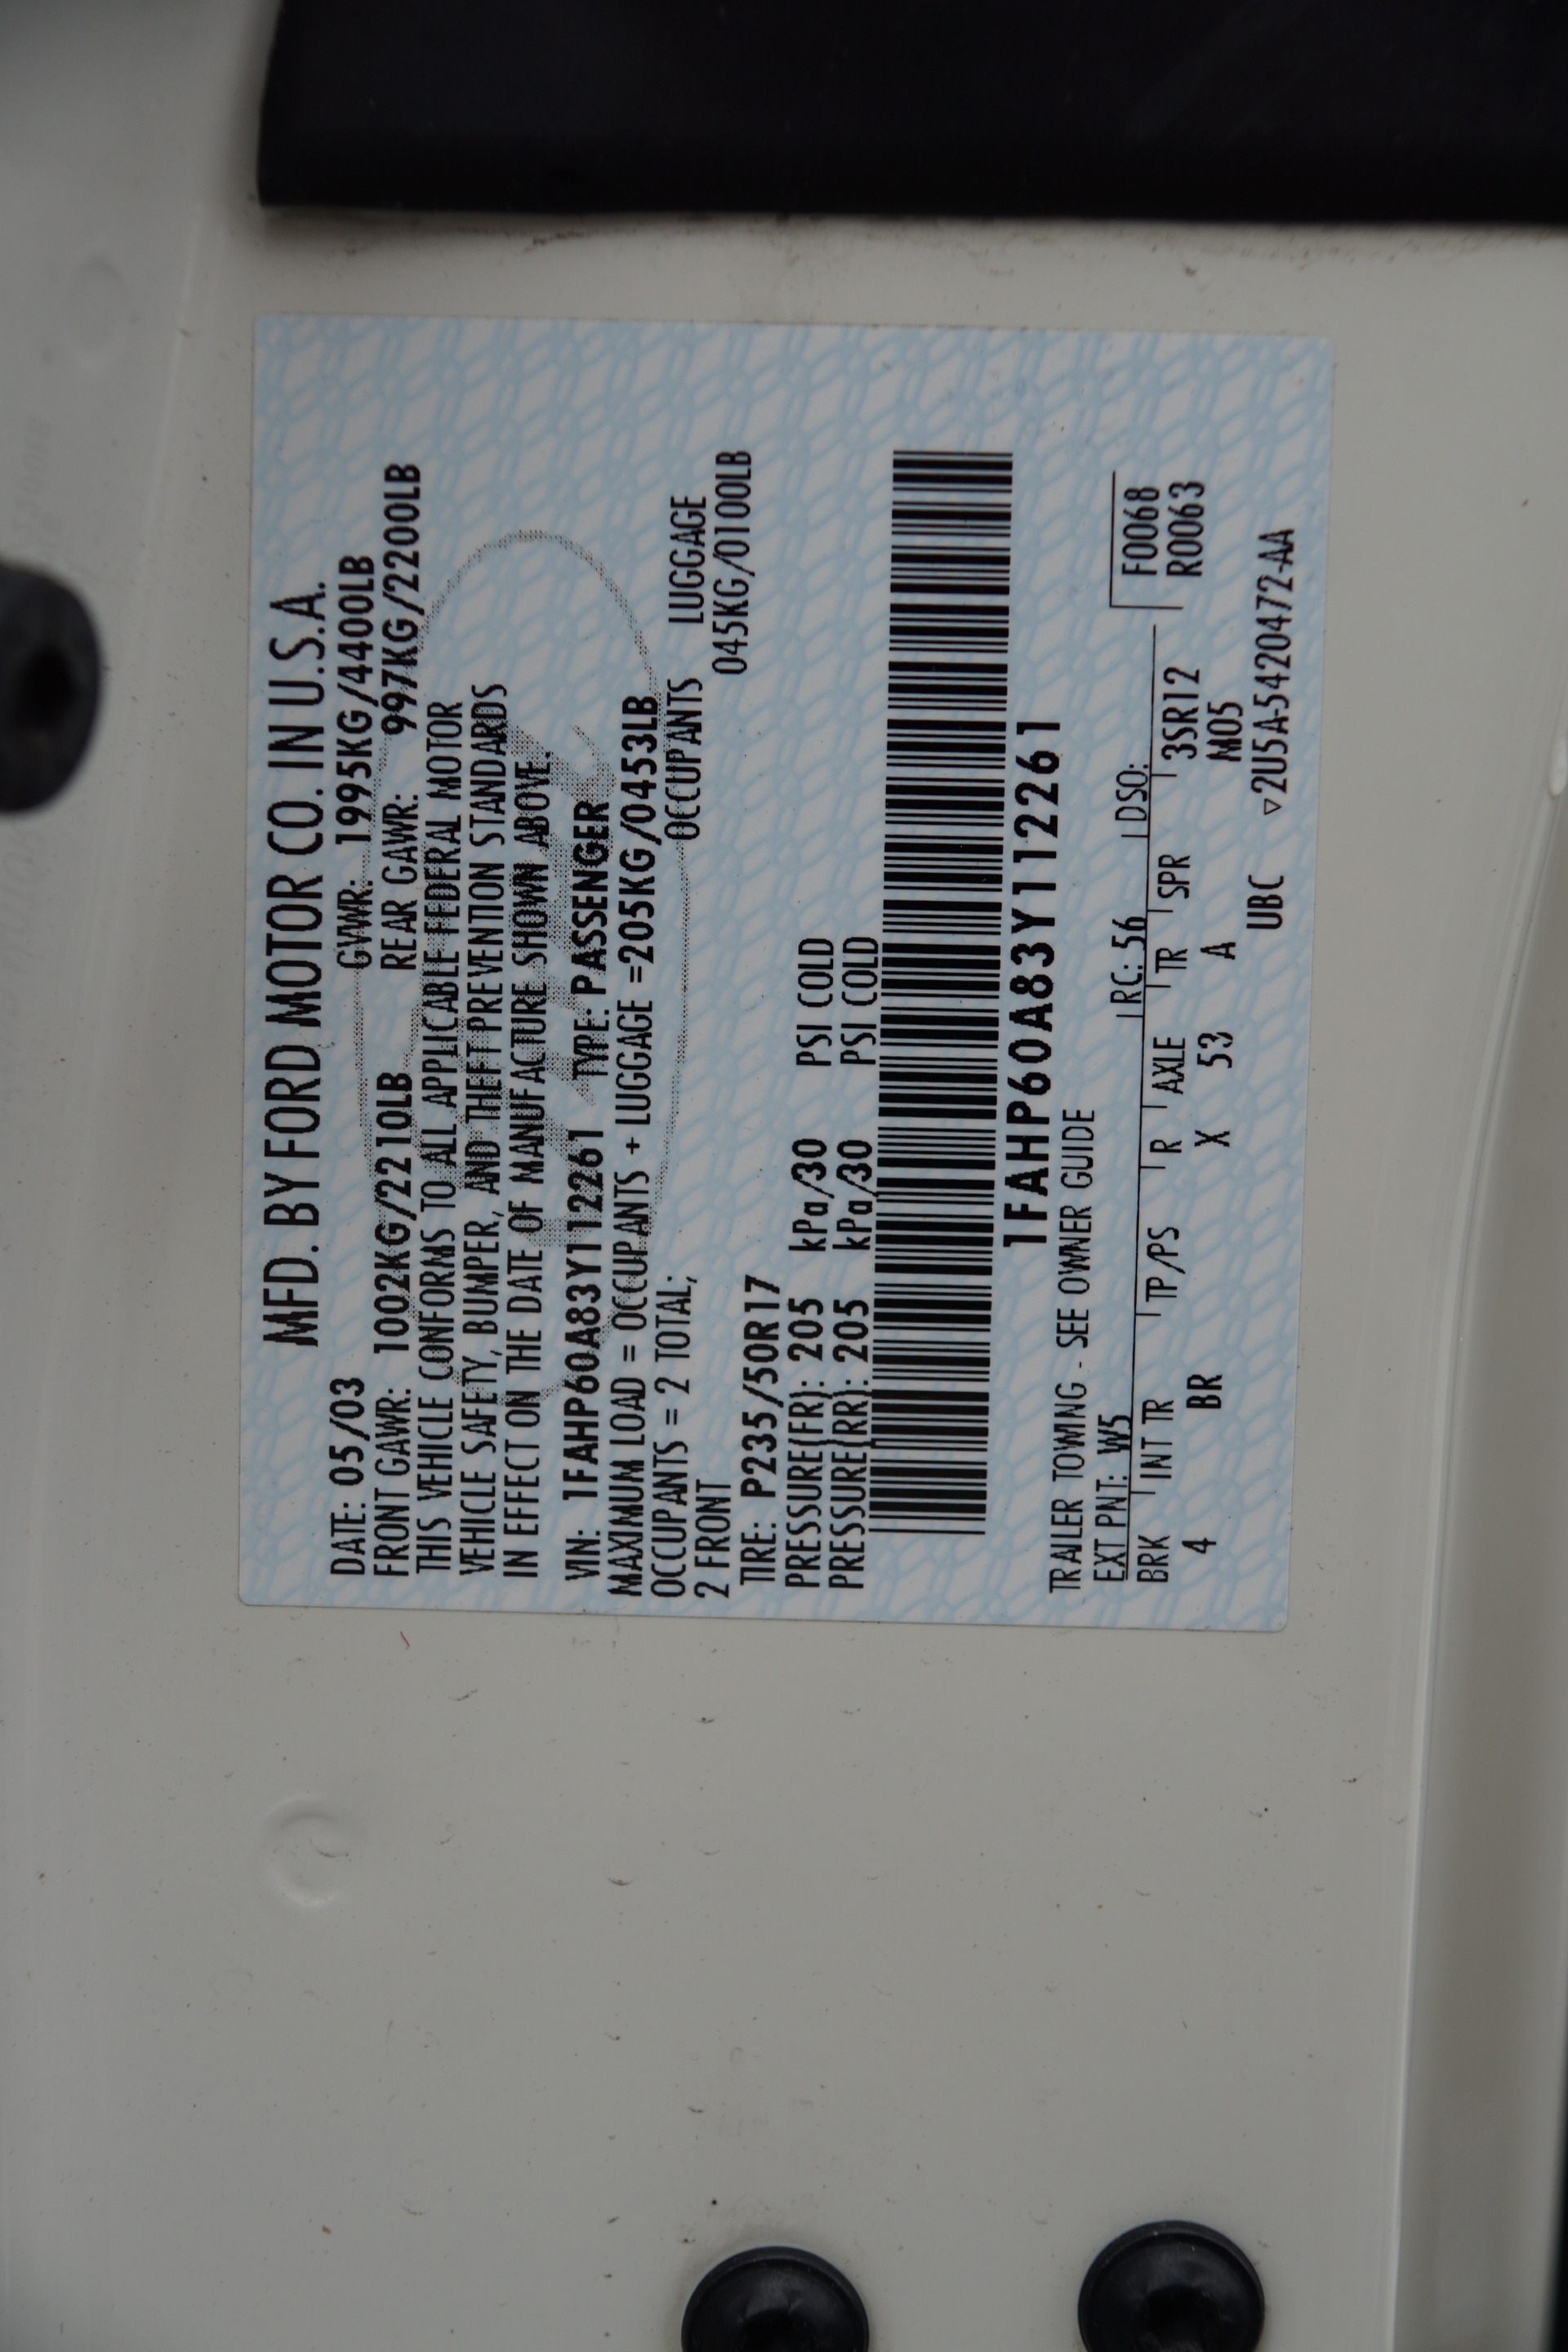 MFD. BY FORD MOTOR CO. IN U.S.A.
DATE: 05/03 GVWR: 1995KG/4400LB
FRONT GAWR: 1002KG/2210LB REAR GAWR: 997KG/2200LB
THIS VEHICLE CONFORMS TO ALL APPLICABLE FEDERAL MOTOR
VEHICLE SAFETY, BUMPER, AND THEFT PREVENTION STANDARDS
IN EFFECT ON THE DATE OF MANUFACTURE SHOWN ABOVE.
VIN: 1FAHP60A83Y112261 TYPE: PASSENGER
MAXIMUM LOAD = OCCUPANTS + LUGGAGE =205KG/0453LB
OCCUPANTS = 2 TOTAL; OCCUPANTS LUGGAGE
2 FRONT 045KG/0100LB
TIRE: P235/50R17
PRESSURE(FR): 205 kPa/30 PSI COLD
PRESSURE(RR): 205 kPa/30 PSI COLD
1FAHP60A83Y112261
TRAILER TOWING - SEE OWNER GUIDE
EXT PNT: W5 RC: 56 DSO: F0068
BRK INT TR TP/PS R AXLE TR SPR 3SR12 R0063
4 BR X A M05
UBC ▿2U5A-5420472-AA